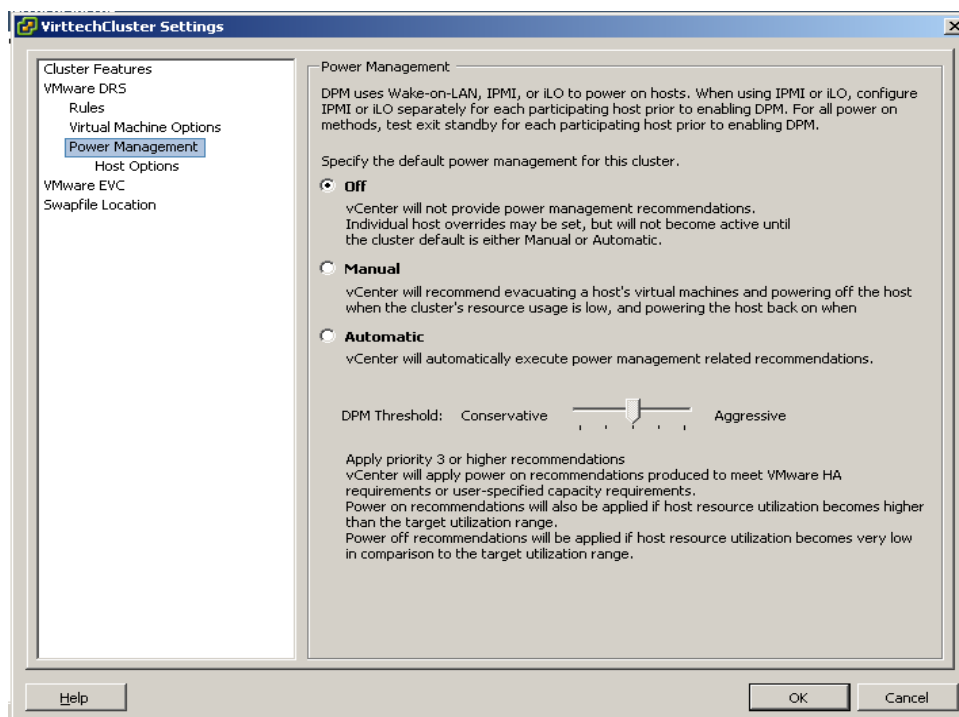 VirttechCluster Settings
Cluster Features
VMware DRS
Rules
Virtual Machine Options
Power Management
Host Options
VMware EVC
Swapfile Location
Power Management
DPM uses Wake-on-LAN, IPMI, or iLO to power on hosts. When using IPMI or iLO, configure
IPMI or iLO separately for each participating host prior to enabling DPM. For all power on
methods, test exit standby for each participating host prior to enabling DPM.
Specify the default power management for this cluster.
Off
vCenter will not provide power management recommendations.
Individual host overrides may be set, but will not become active until
the cluster default is either Manual or Automatic.
Manual
vCenter will recommend evacuating a host's virtual machines and powering off the host
when the cluster's resource usage is low, and powering the host back on when
Automatic
vCenter will automatically execute power management related recommendations.
DPM Threshold: Conservative Aggressive
Apply priority 3 or higher recommendations
vCenter will apply power on recommendations produced to meet VMware HA
requirements or user-specified capacity requirements.
Power on recommendations will also be applied if host resource utilization becomes higher
than the target utilization range.
Power off recommendations will be applied if host resource utilization becomes very low
in comparison to the target utilization range.
Help OK Cancel